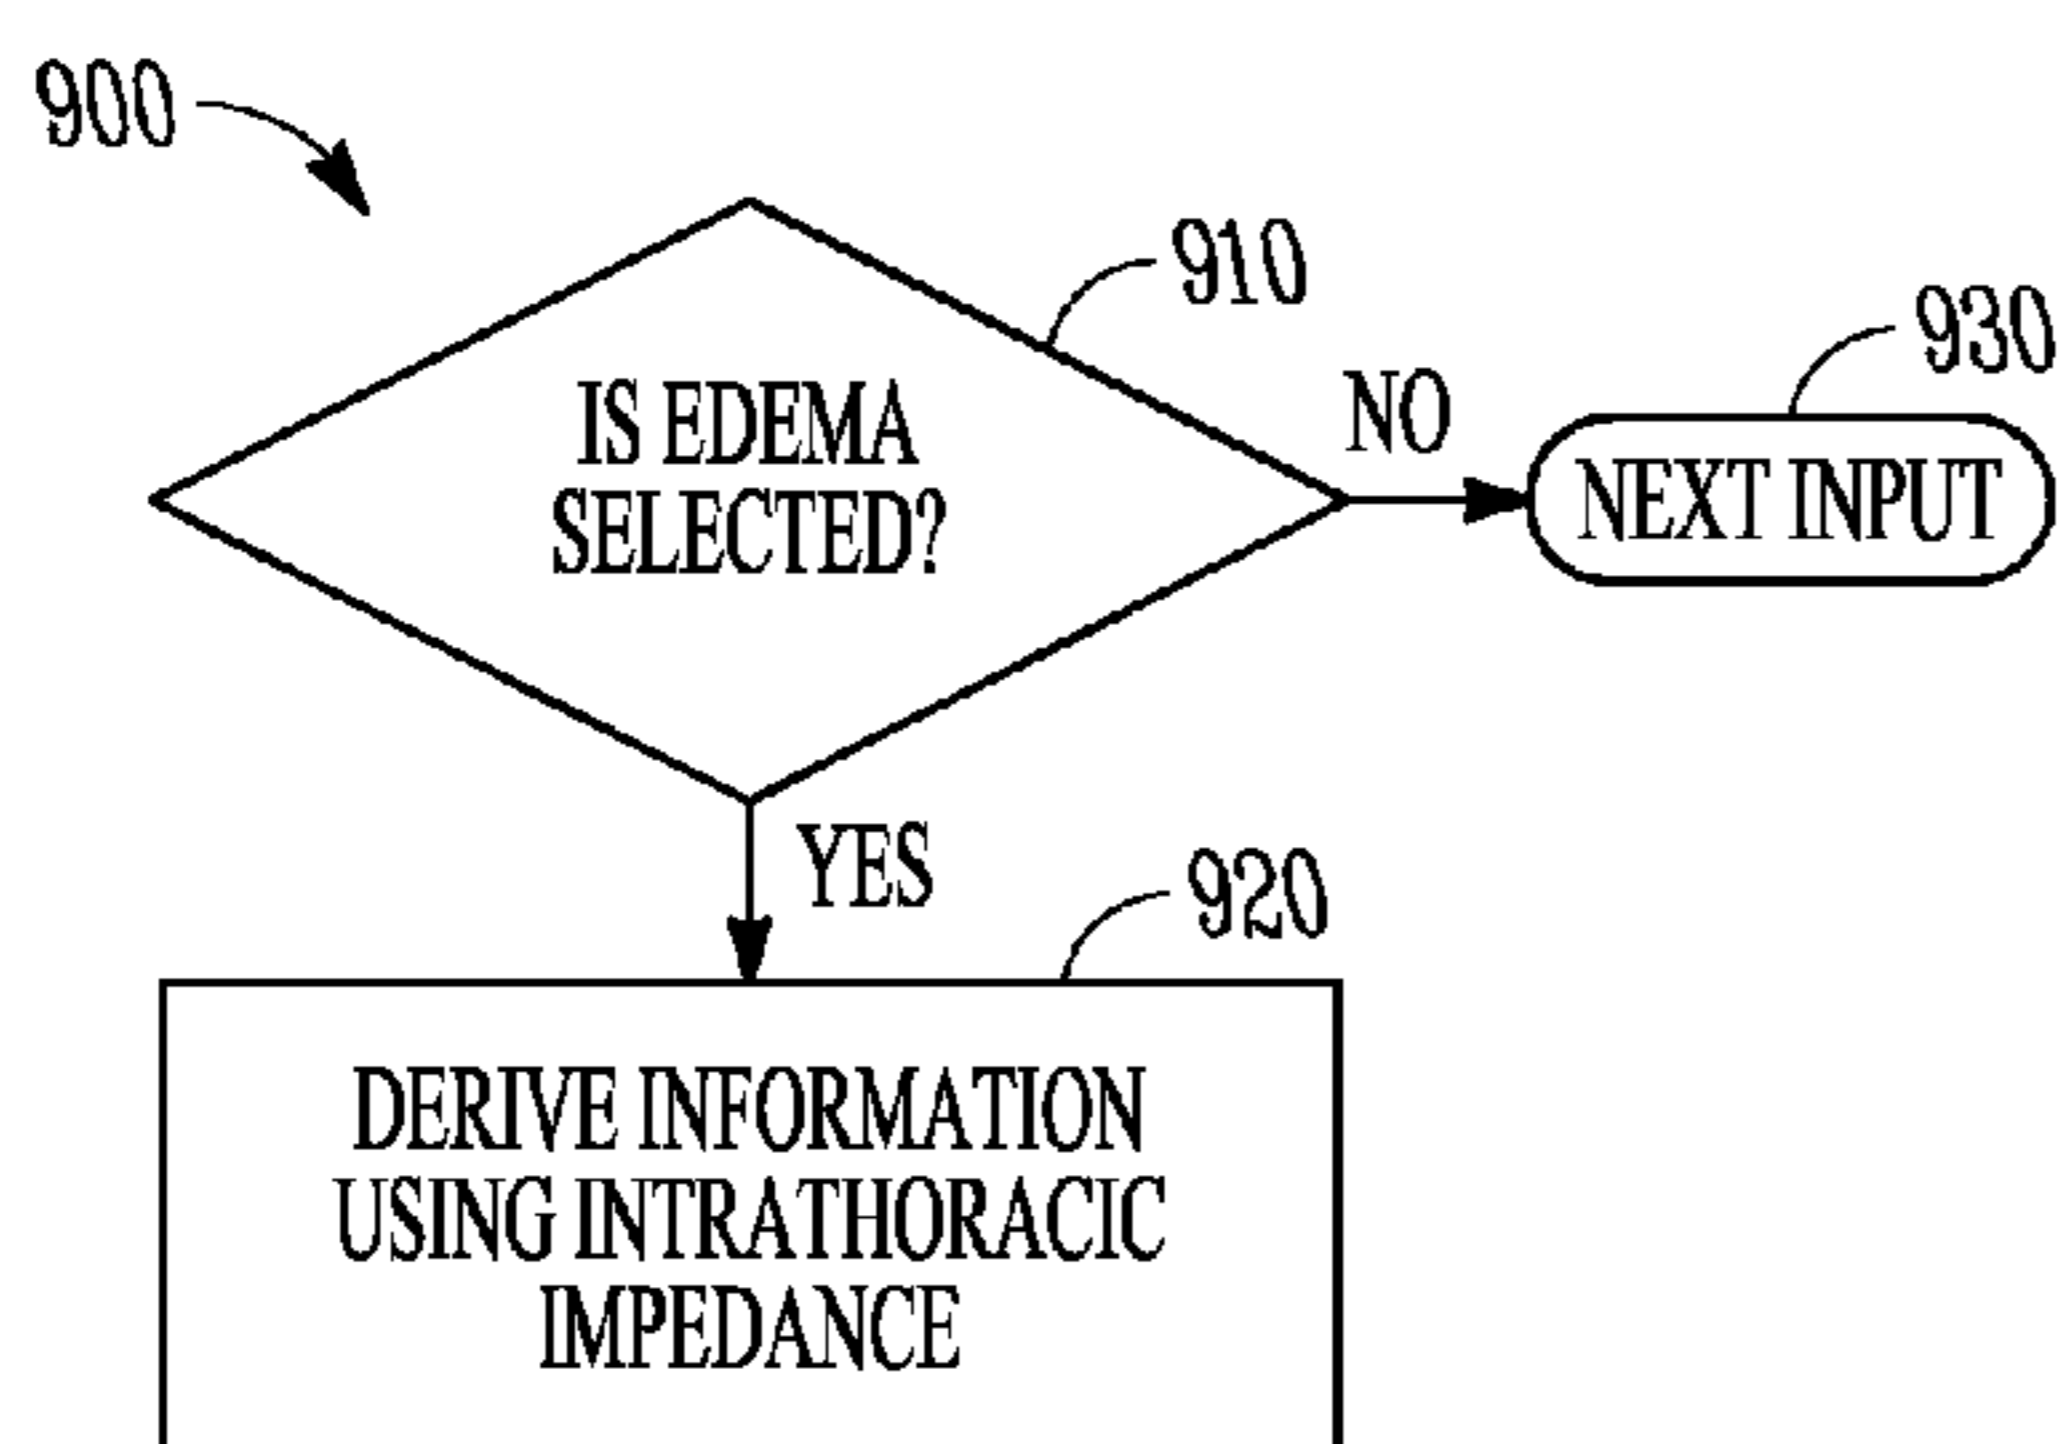 900
910
930
IS EDEMA
SELECTED?
NO
NEXT INPUT
YES
920
DERIVE INFORMATION
USING INTRATHORACIC
IMPEDANCE